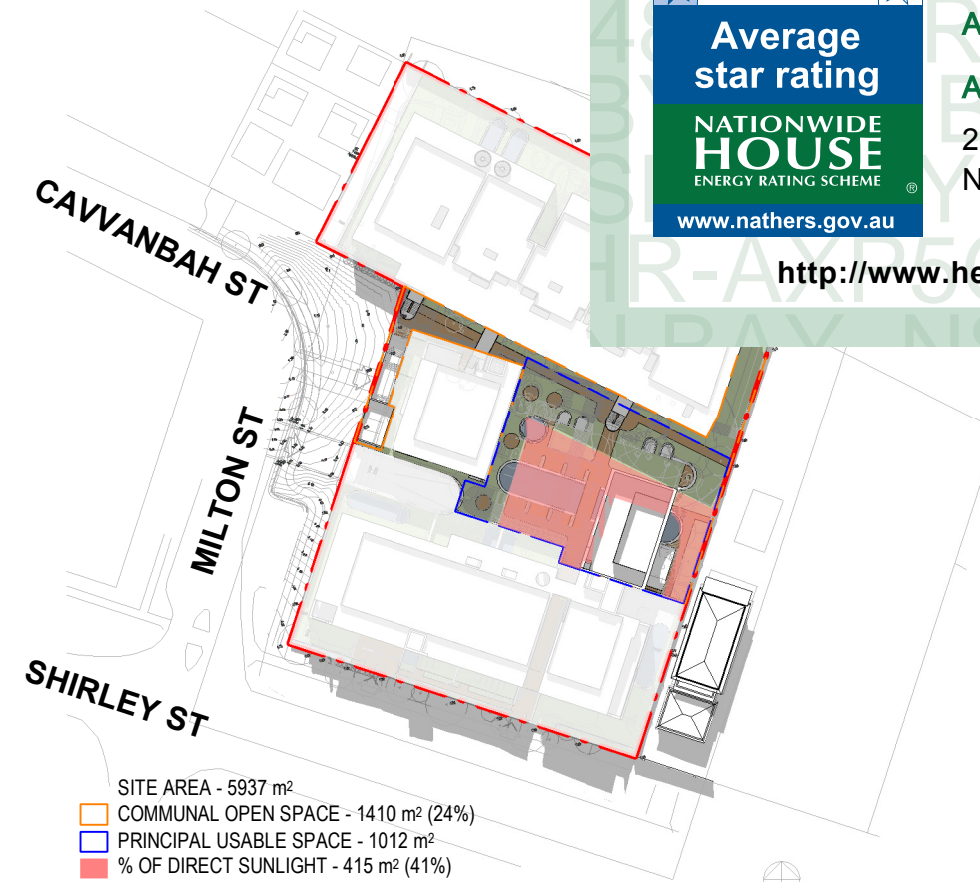 Average
star rating
NATIONWIDE
HOUSE
ENERGY RATING SCHEME ®
www.nathers.gov.au
http://www.he
CAVVANBAH ST
MILTON ST
SHIRLEY ST
SITE AREA - 5937 m²
COMMUNAL OPEN SPACE - 1410 m² (24%)
PRINCIPAL USABLE SPACE - 1012 m²
% OF DIRECT SUNLIGHT - 415 m² (41%)